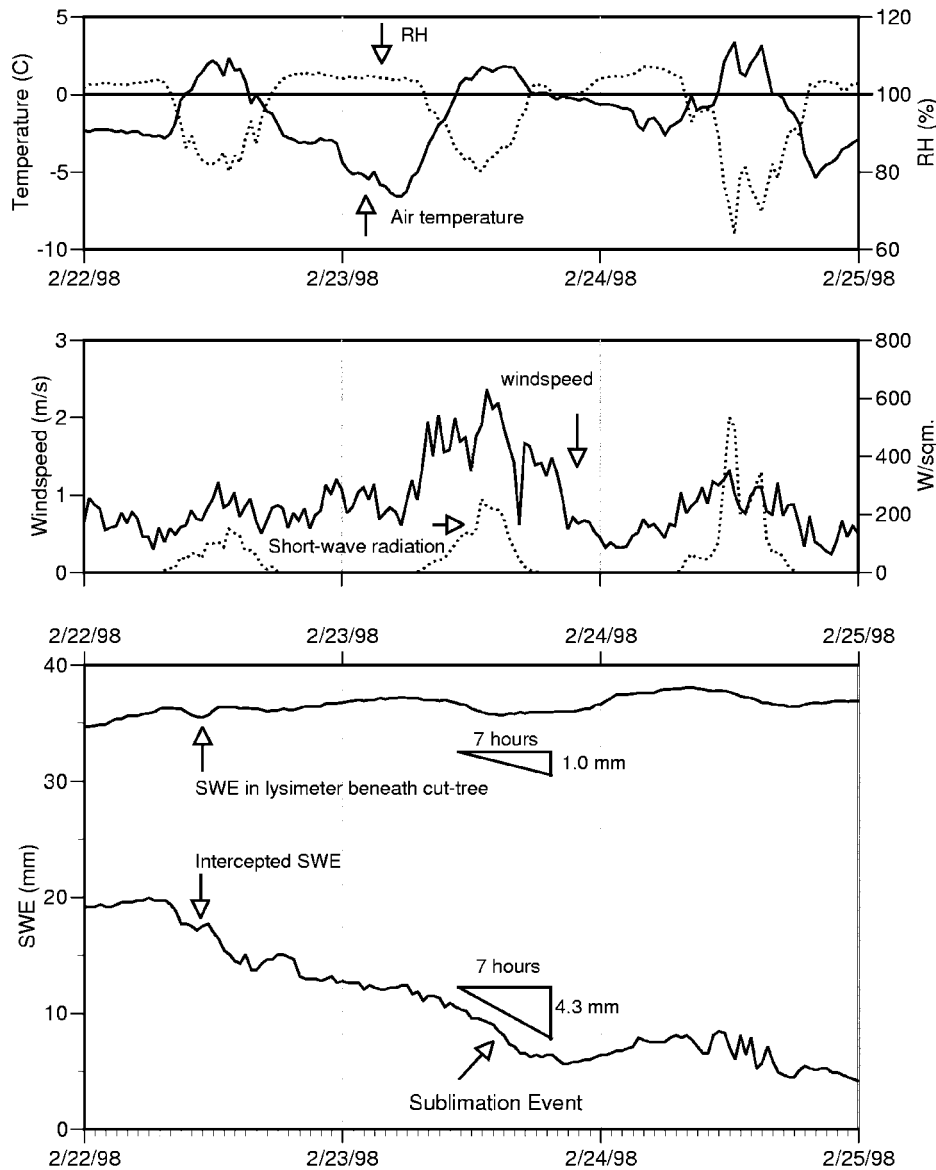 5
120
RH
100
0
80
-5
Air temperature
-10
60
Temperature (C)
RH (%)
2/22/98
2/23/98
2/24/98
2/25/98
3
800
windspeed
600
2
400
1
200
Short-wave radiation
0
0
Windspeed (m/s)
W/sqm.
2/22/98
2/23/98
2/24/98
2/25/98
40
7 hours
1.0 mm
SWE in lysimeter beneath cut-tree
30
Intercepted SWE
20
7 hours
4.3 mm
10
Sublimation Event
0
SWE (mm)
2/22/98
2/23/98
2/24/98
2/25/98